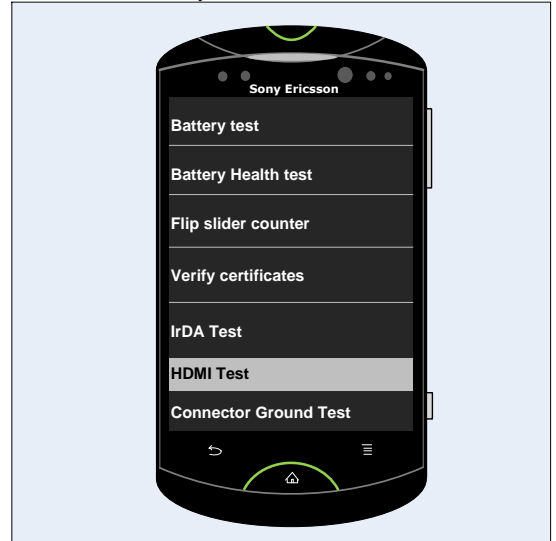 Sony Ericsson
Battery test
Battery Health test
Flip slider counter
Verify certificates
IrDA Test
HDMI Test
Connector Ground Test